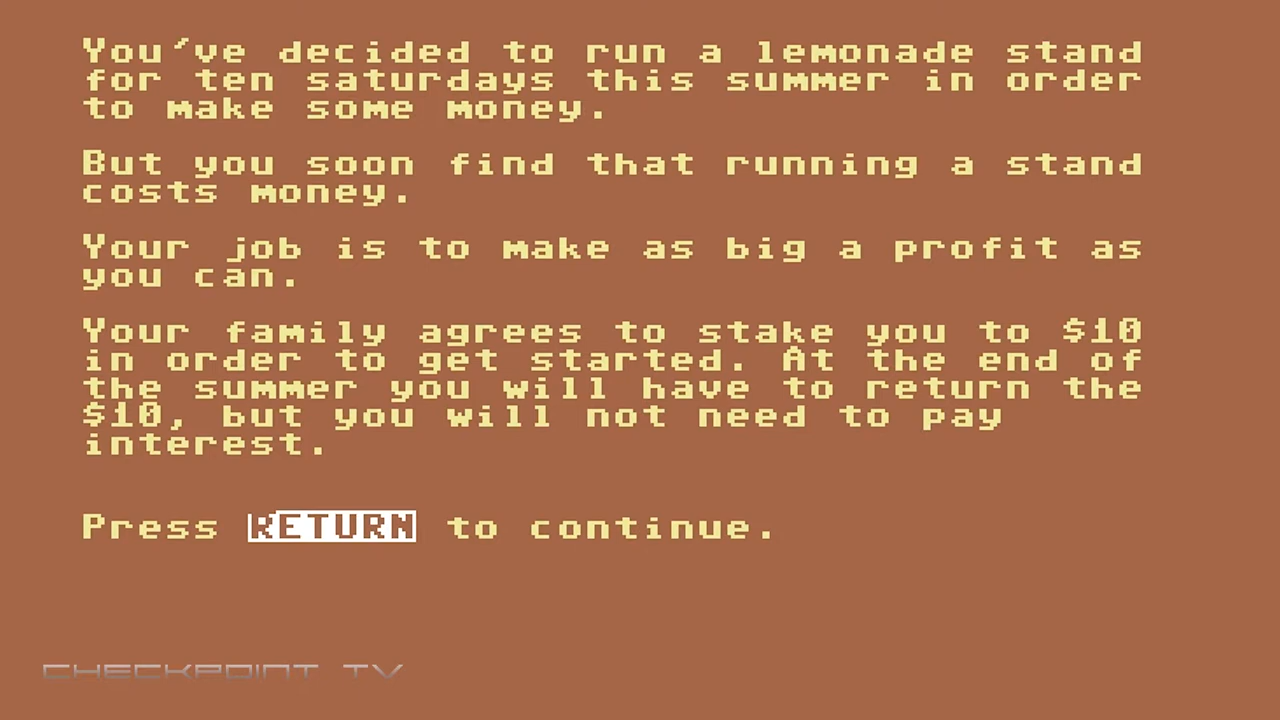 You've decided to run a lemonade stand
for ten saturdays this summer in order
to make some money.
But you soon find that running a stand
costs money.
Your job is to make as big a profit as
you can.
Your family agrees to stake you to $10
in order to get started. At the end of
the summer you will have to return the
$10, but you will not need to pay
interest.
Press RETURN to continue.
CHECKPOINT TV